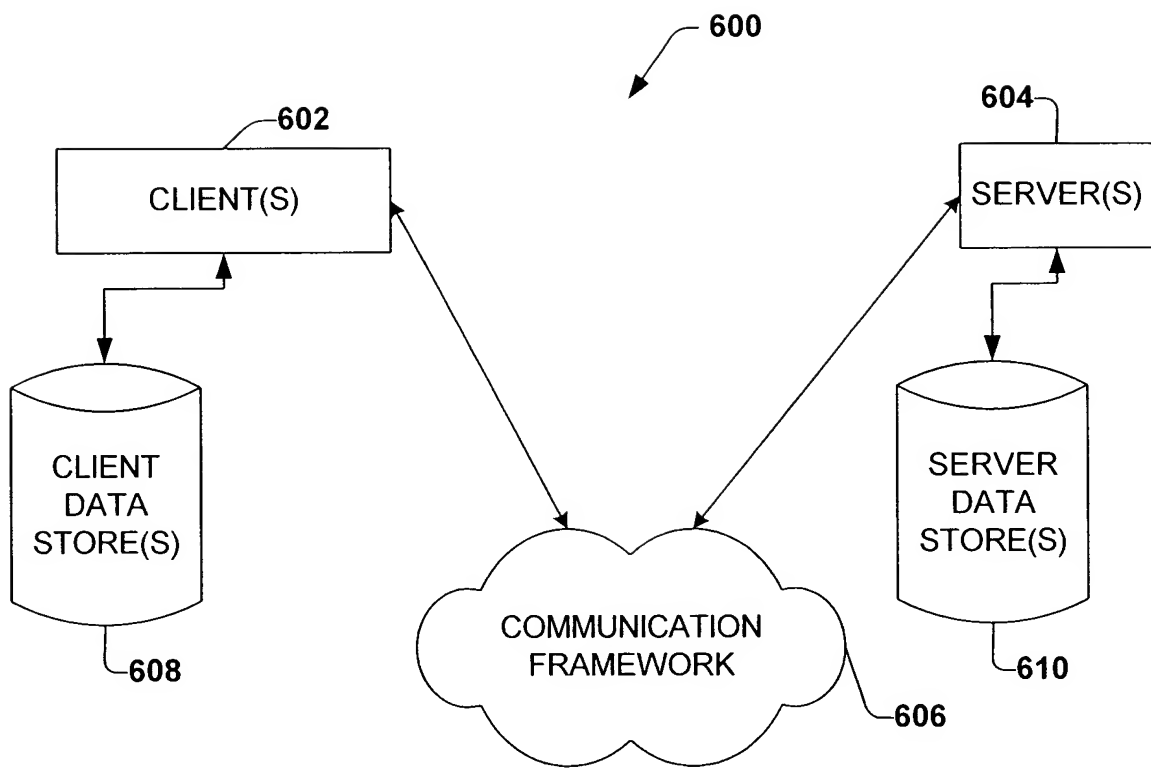 600
602
604
CLIENT(S)
SERVER(S)
CLIENT
DATA
STORE(S)
SERVER
DATA
STORE(S)
COMMUNICATION
FRAMEWORK
608
610
606